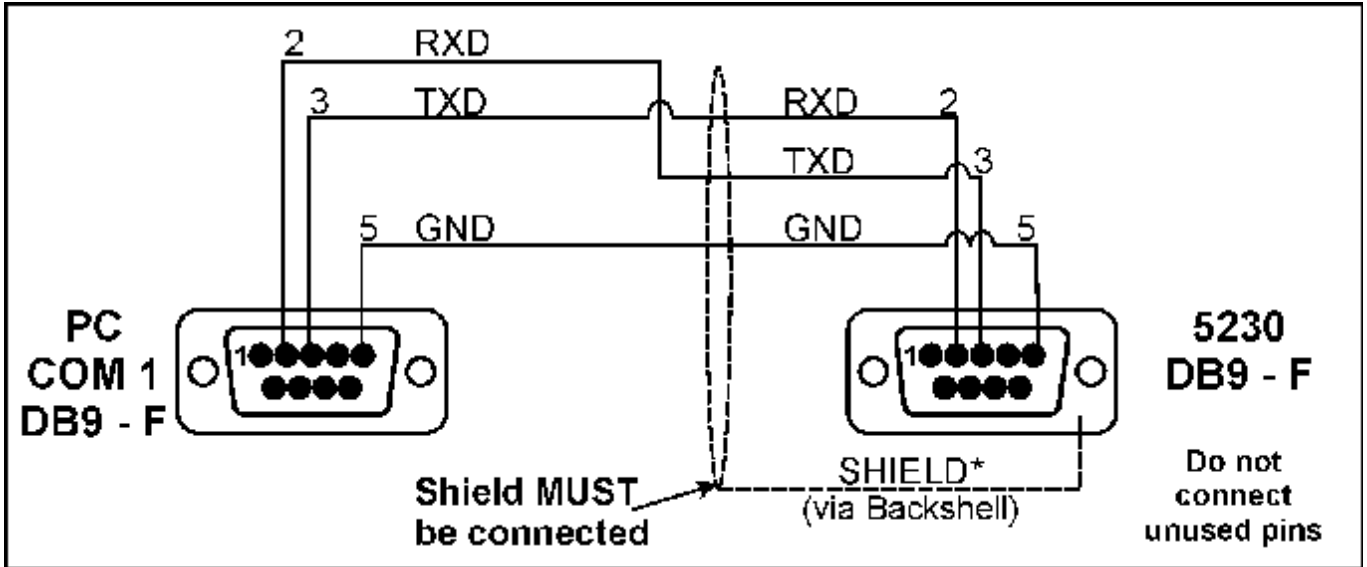 2 RXD
3 TXD RXD 2
TXD 3
5 GND GND 5
PC
COM 1
DB9 - F
1
1
5230
DB9 - F
Shield MUST
be connected
SHIELD*
(via Backshell)
Do not
connect
unused pins